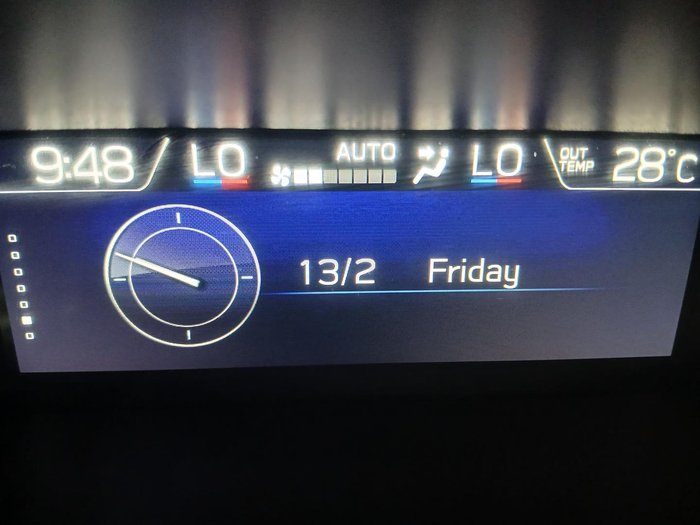 9:48 LO AUTO LO OUT TEMP 28°C
13/2 Friday